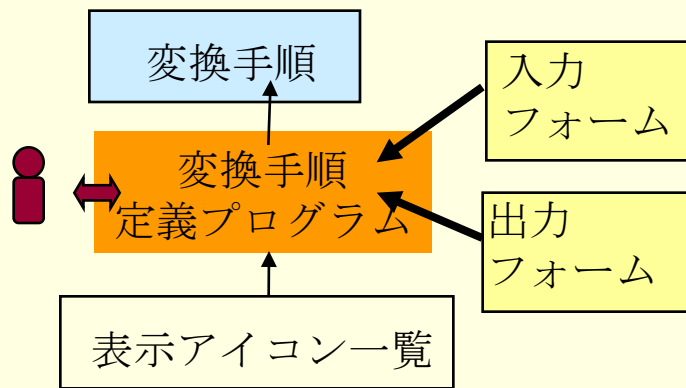 変換手順
入力
フォーム
変換手順
定義プログラム
出力
フォーム
表示アイコン一覧